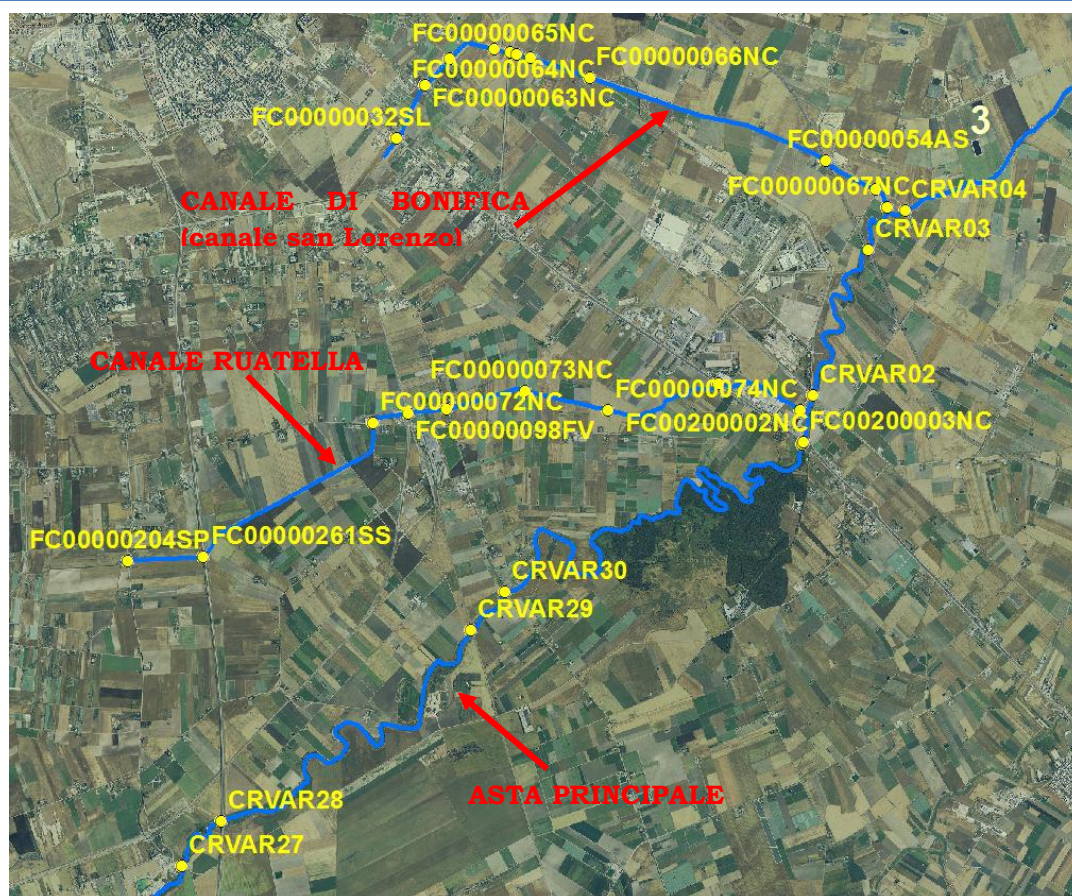 FC00000065NC
FC00000066NC
FC00000064NC
FC00000063NC
FC00000032SL
3
FC00000054AS
FC00000067NC
CRVAR04
CANALE DI BONIFICA
(canale san Lorenzo)
CRVAR03
CANALE RUATELLA
FC00000073NC
CRVAR02
FC00000074NC
FC00000072NC
FC00200002NC
FC00200003NC
FC00000098FV
FC00000204SP
FC00000261SS
CRVAR30
CRVAR29
ASTA PRINCIPALE
CRVAR28
CRVAR27